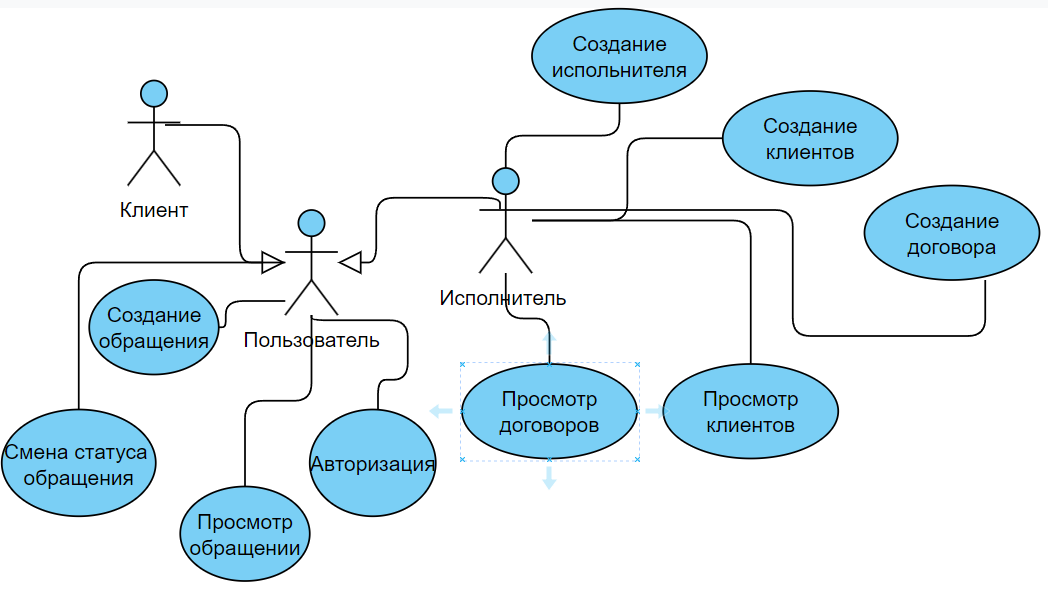 Создание
испольнителя
Создание
клиентов
Клиент
Создание
договора
Исполнитель
Создание
обращения
Пользователь
Просмотр
договоров
Просмотр
клиентов
Смена статуса
обращения
Авторизация
Просмотр
обращении